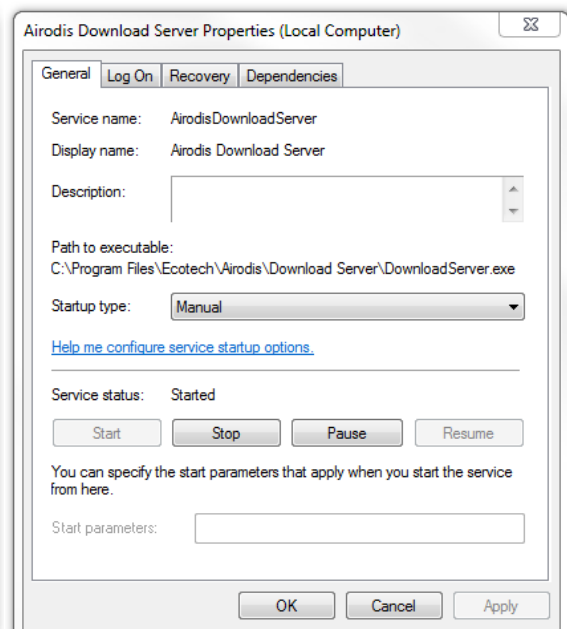 Airodis Download Server Properties (Local Computer)
General Log On Recovery Dependencies
Service name: AirodisDownloadServer
Display name: Airodis Download Server
Description:
Path to executable:
C:\Program Files\Ecotech\Airodis\Download Server\DownloadServer.exe
Startup type: Manual
Help me configure service startup options.
Service status: Started
Start Stop Pause Resume
You can specify the start parameters that apply when you start the service
from here.
Start parameters:
OK Cancel Apply